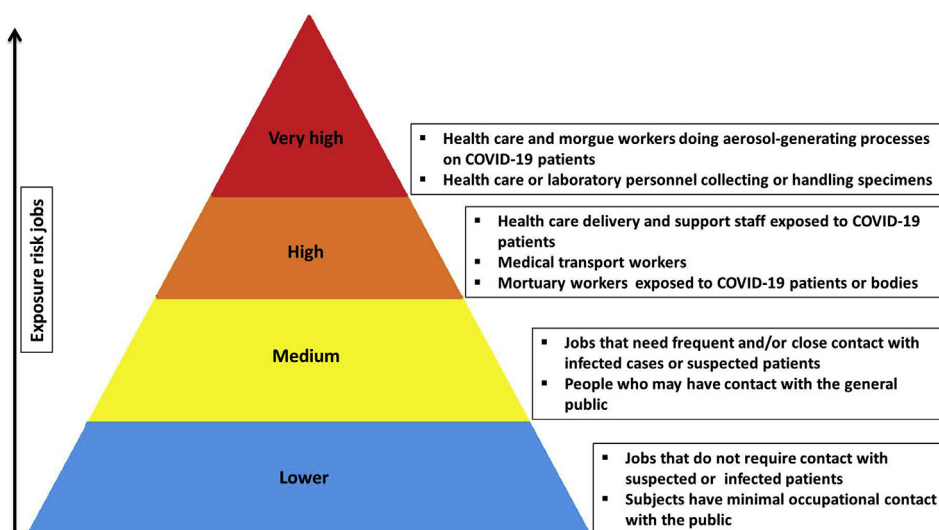 Exposure risk jobs
Very high
▪ Health care and morgue workers doing aerosol-generating processes
on COVID-19 patients
▪ Health care or laboratory personnel collecting or handling specimens
High
▪ Health care delivery and support staff exposed to COVID-19
patients
▪ Medical transport workers
▪ Mortuary workers exposed to COVID-19 patients or bodies
Medium
▪ Jobs that need frequent and/or close contact with
infected cases or suspected patients
▪ People who may have contact with the general
public
Lower
▪ Jobs that do not require contact with
suspected or infected patients
▪ Subjects have minimal occupational contact
with the public